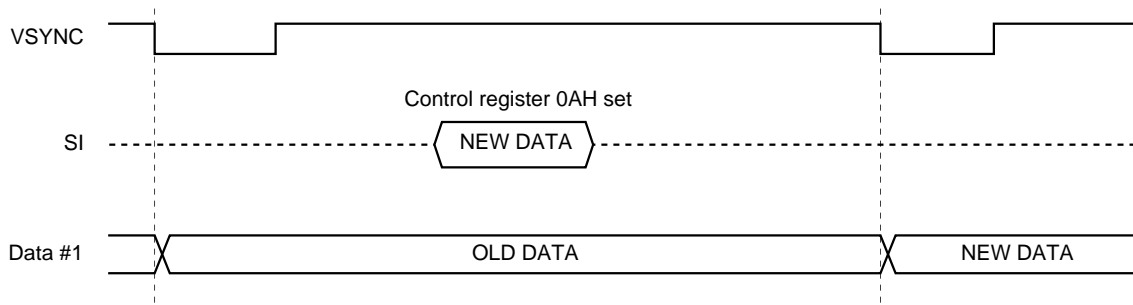 VSYNC
Control register 0AH set
SI
NEW DATA
Data #1
OLD DATA
NEW DATA